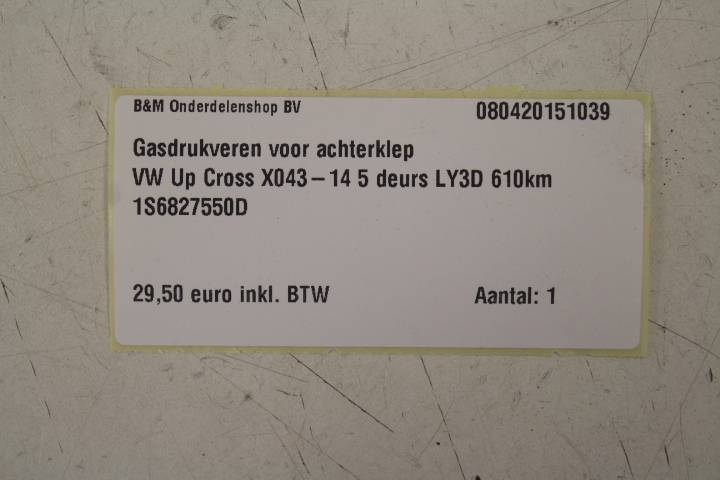 B&M Onderdelenshop BV 080420151039
Gasdrukveren voor achterklep
VW Up Cross X043-14 5 deurs LY3D 610km
1S6827550D
29,50 euro inkl. BTW Aantal: 1